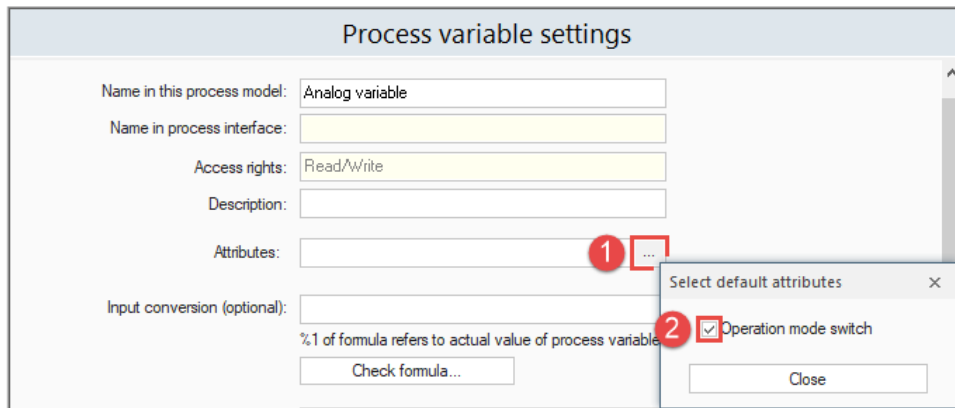 Process variable settings
Name in this process model: Analog variable
Name in process interface:
Access rights: Read/Write
Description:
Attributes: 1 ...
Select default attributes ×
Input conversion (optional):
2 Operation mode switch
%1 of formula refers to actual value of process variable
Check formula...
Close